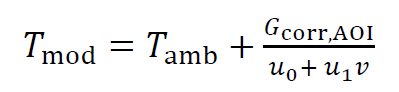 T_mod = T_amb + G_corr,AOI / (u_0 + u_1 v)